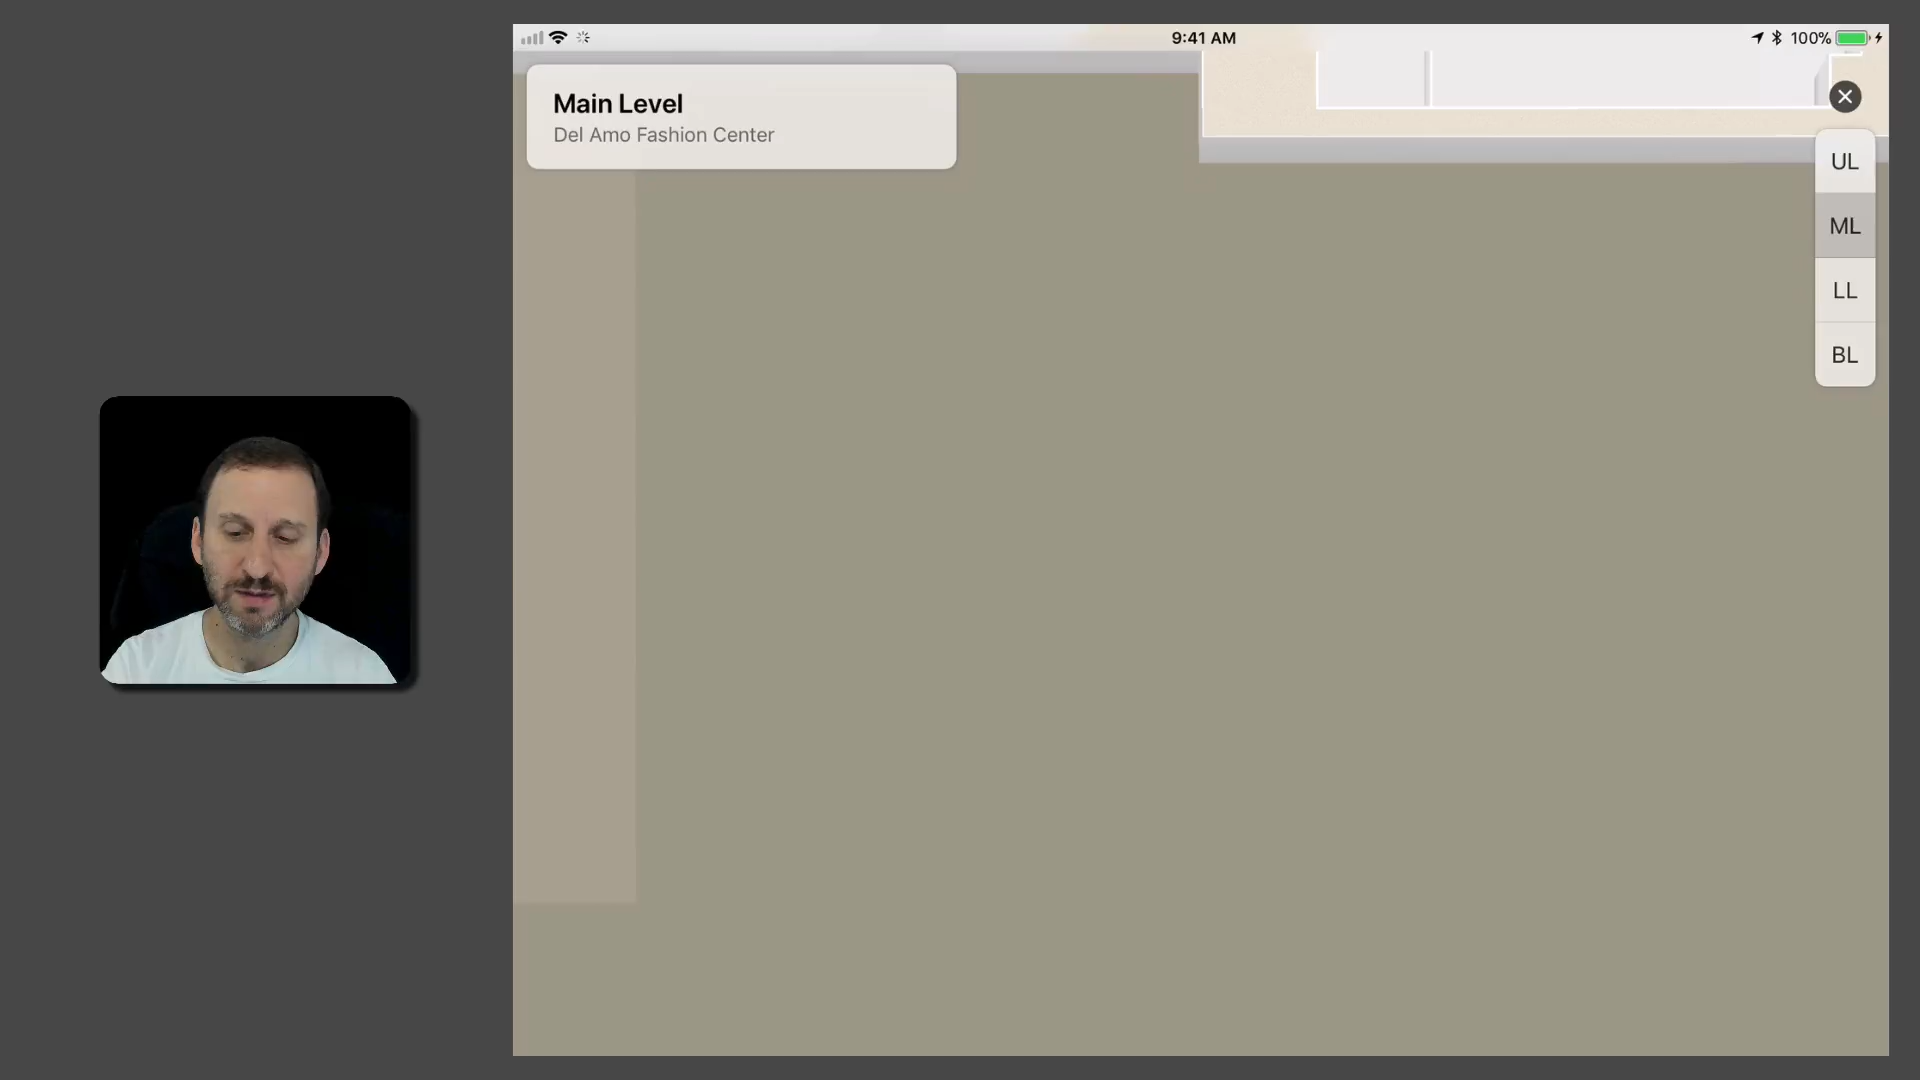 9:41 AM
100%
Main Level
Del Amo Fashion Center
UL
ML
LL
BL